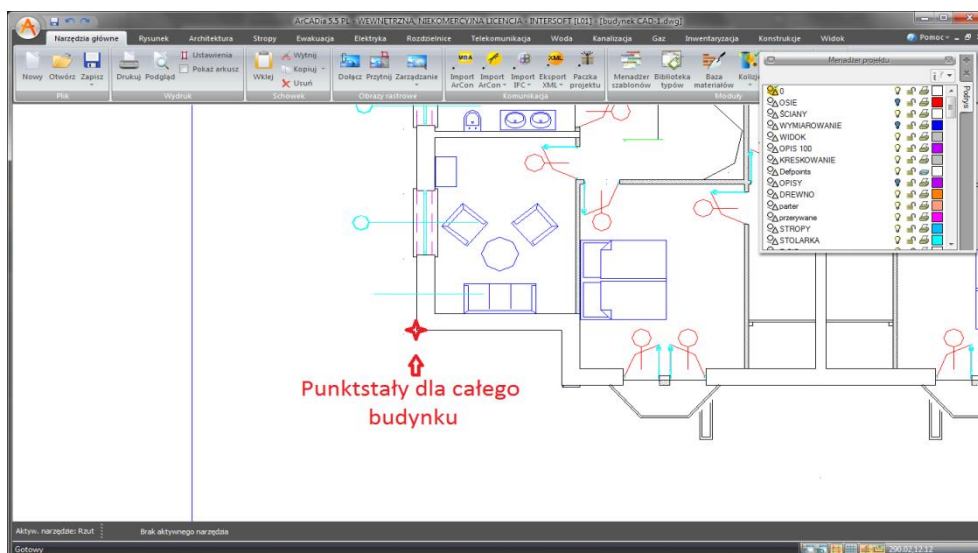 ArCADia 5.5 PL - WEWNĘTRZNA, NIEKOMERCYJNA LICENCJA - INTERSOFT [L01] - [budynek CAD-1.dwg]
Narzędzia główne Rysunek Architektura Stropy Ewakuacja Elektryka Rozdzielnice Telekomunikacja Woda Kanalizacja Gaz Inwentaryzacja Konstrukcje Widok Pomoc
Nowy Otwórz Zapisz
Drukuj Podgląd
Ustawienia
Pokaż arkusz
Wklej
Wytnij
Kopiuj
Usuń
Dołącz Przytnij Zarządzanie
Import ArCon
Import ArCon
Import IFC
Eksport XML
Paczka projektu
Menadżer szablonów
Biblioteka typów
Baza materiałów
Plik Wydruk Schowek Obrazy rastrowe Komunikacja Moduły
Menadżer projektu
Podrys
0
OSIE
ŚCIANY
WYMIAROWANIE
WIDOK
OPIS 100
KRESKOWANIE
Defpoints
OPISY
DREWNO
parter
przerywane
STROPY
STOLARKA
Punktstały dla całego
budynku
Aktyw. narzędzie: Rzut Brak aktywnego narzędzia
Gotowy 290.02,12.12